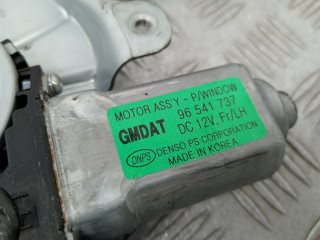 MOTOR ASS'Y - P/WINDOW
GMDAT 96 541 737
DC 12V. Fr/LH
DNPS DENSO PS CORPORATION
MADE IN KOREA